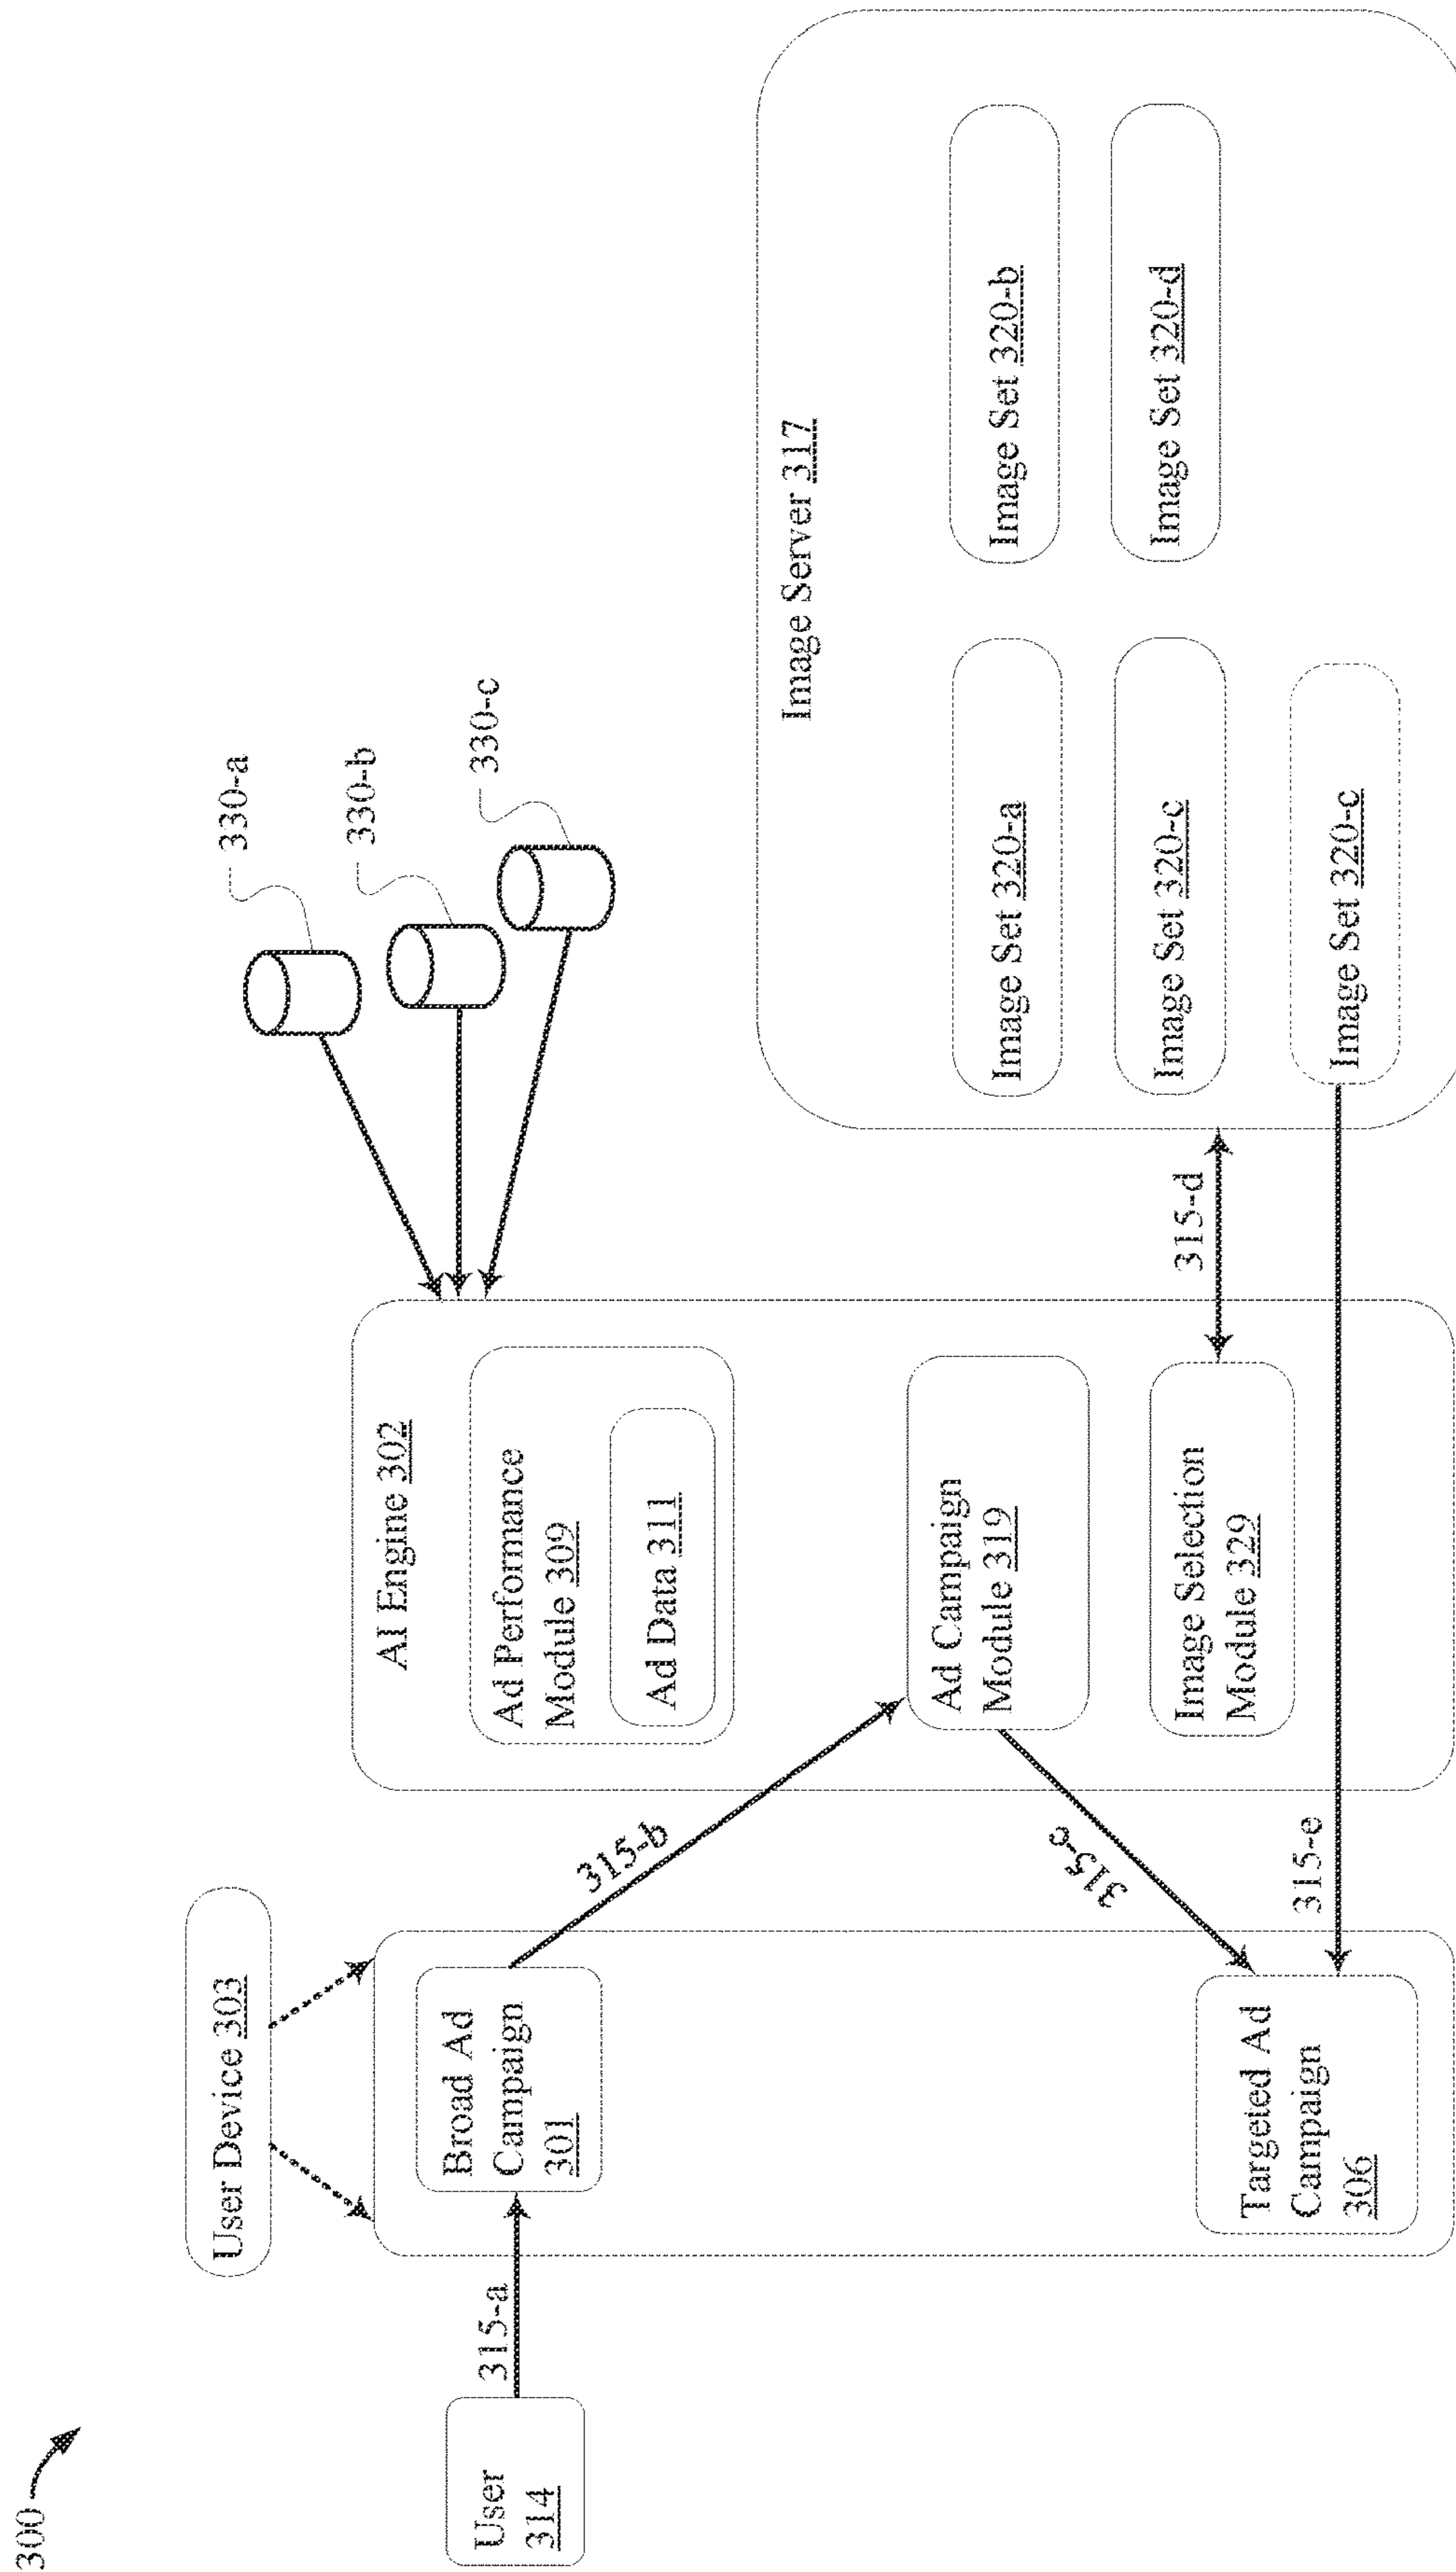 300
User Device 303
User
314
315-a
Broad Ad
Campaign
301
315-b
Targeted Ad
Campaign
306
315-c
315-e
AI Engine 302
Ad Performance
Module 309
Ad Data 311
Ad Campaign
Module 319
Image Selection
Module 329
315-d
330-a
330-b
330-c
Image Server 317
Image Set 320-a
Image Set 320-b
Image Set 320-c
Image Set 320-d
Image Set 320-c